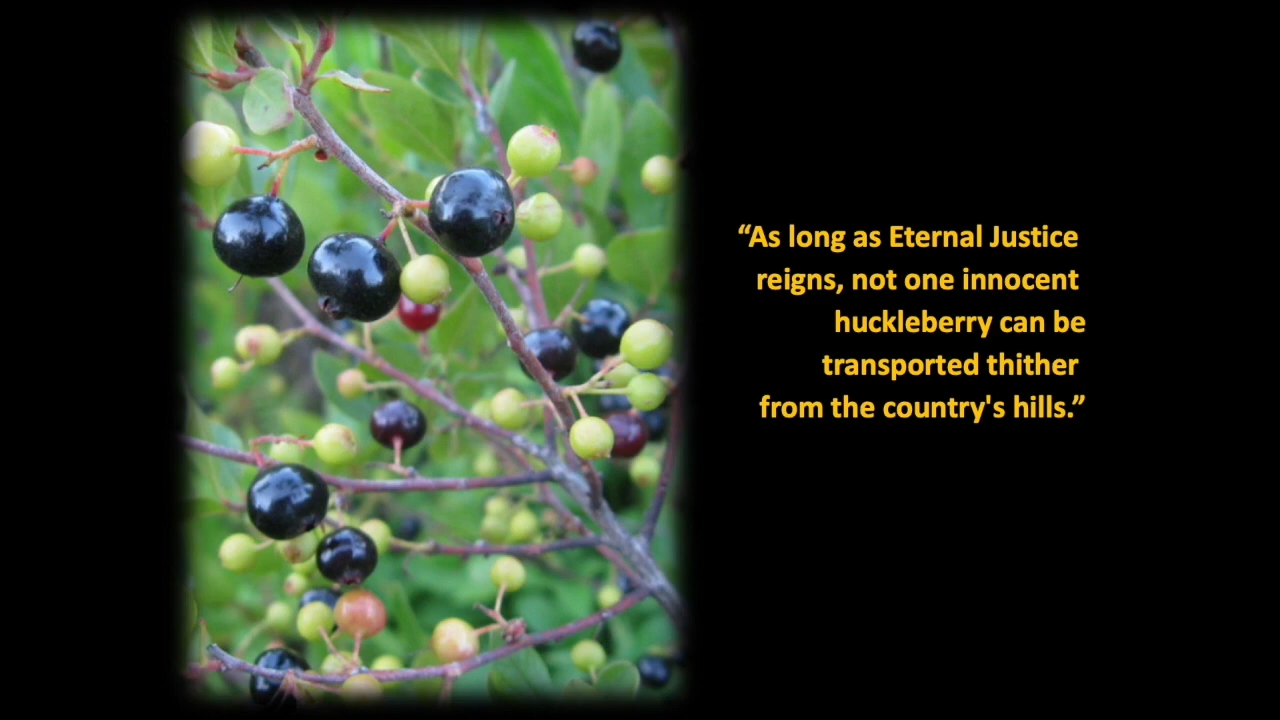 “As long as Eternal Justice
reigns, not one innocent
huckleberry can be
transported thither
from the country's hills.”